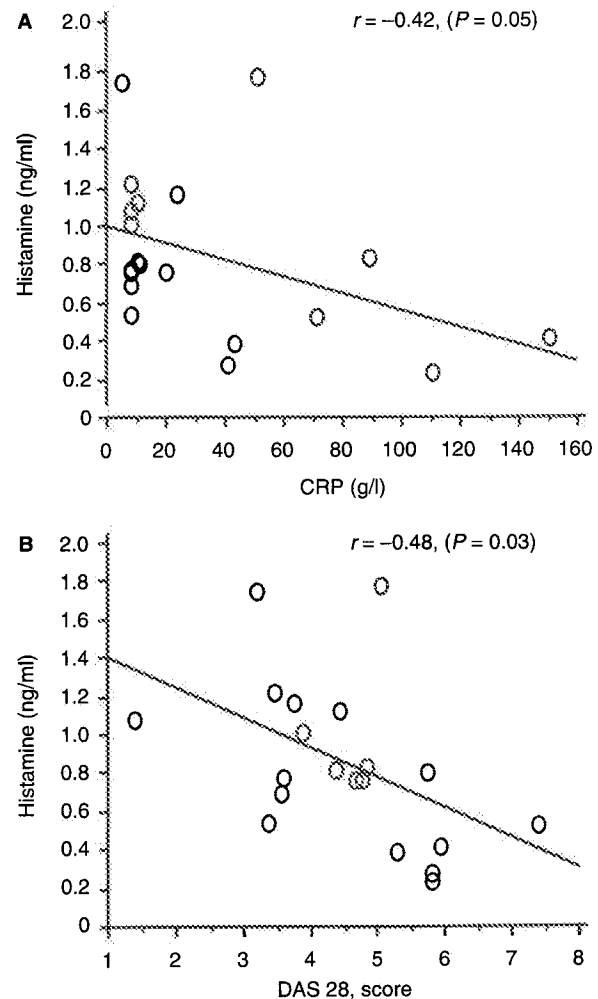 A
r = –0.42, (P = 0.05)
2.0
1.8
1.6
1.4
1.2
1.0
0.8
0.6
0.4
0.2
0
Histamine (ng/ml)
0 20 40 60 80 100 120 140 160
CRP (g/l)
B
r = –0.48, (P = 0.03)
2.0
1.8
1.6
1.4
1.2
1.0
0.8
0.6
0.4
0.2
0
Histamine (ng/ml)
1 2 3 4 5 6 7 8
DAS 28, score